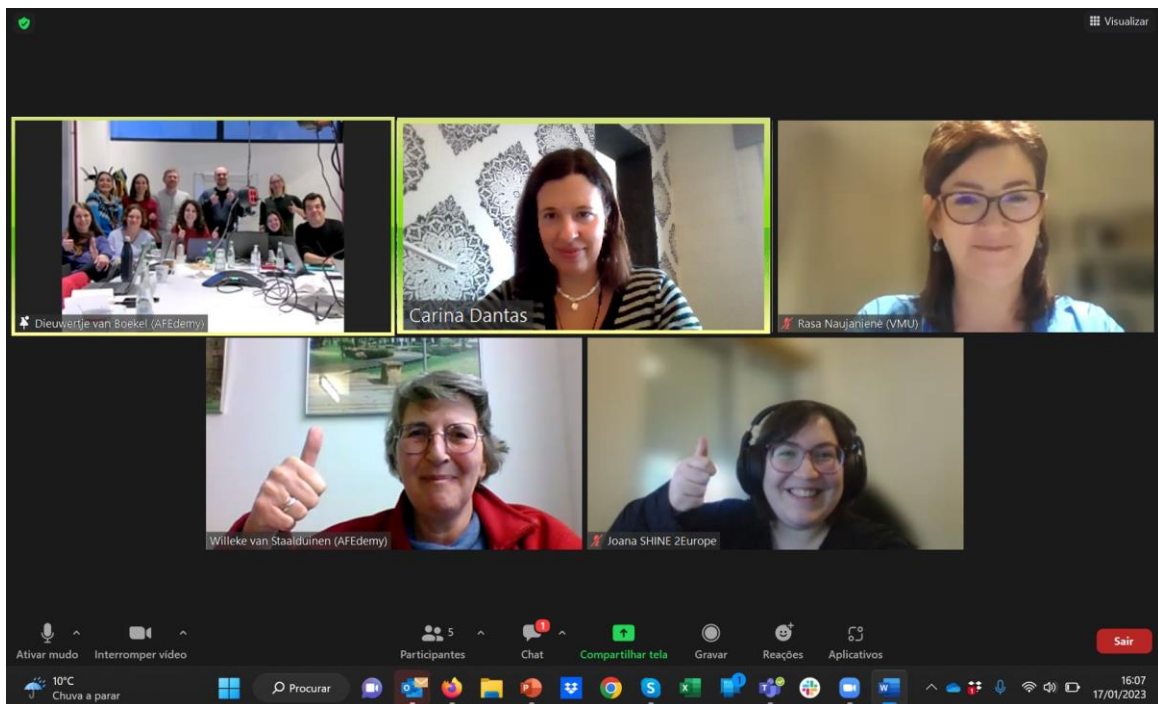 Visualizar
Dieuwertje van Boekel (AFEdemy)
Carina Dantas
Rasa Naujanienė (VMU)
Willeke van Staalduinen (AFEdemy)
Joana SHINE 2Europe
5
1
Ativar mudo
Interromper vídeo
Participantes
Chat
Compartilhar tela
Gravar
Reações
Aplicativos
Sair
10°C
Chuva a parar
Procurar
16:07
17/01/2023